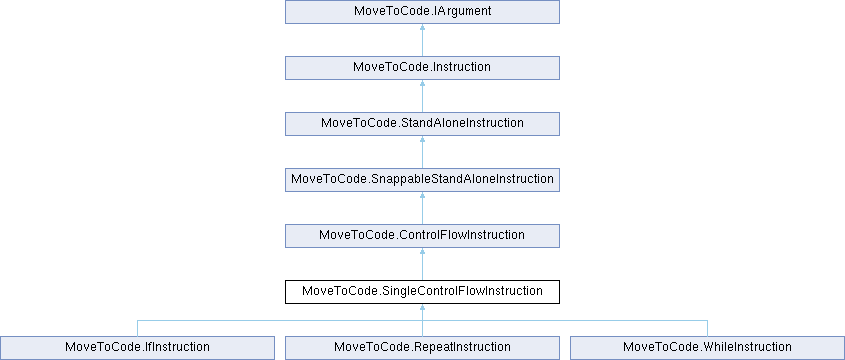 MoveToCode.IArgument
MoveToCode.Instruction
MoveToCode.StandAloneInstruction
MoveToCode.SnappableStandAloneInstruction
MoveToCode.ControlFlowInstruction
MoveToCode.SingleControlFlowInstruction
MoveToCode.IfInstruction
MoveToCode.RepeatInstruction
MoveToCode.WhileInstruction